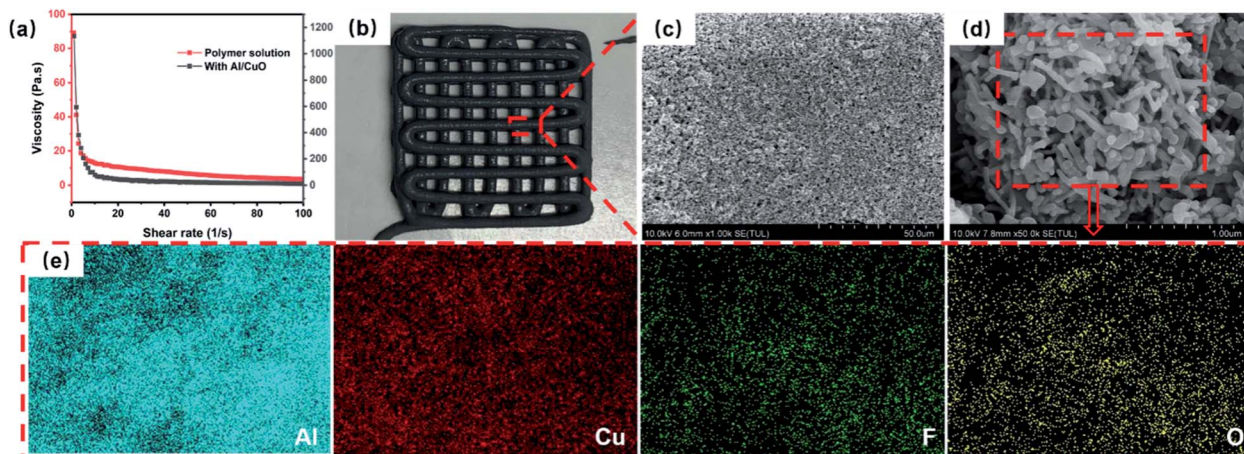 (a)
100
80
60
40
20
0
Viscosity (Pa.s)
Polymer solution
With Al/CuO
1200
1000
800
600
400
200
0
0 20 40 60 80 100
Shear rate (1/s)
(b)
(c)
10.0kV 6.0mm x1.00k SE(TUL) 50.0um
(d)
10.0kV 7.8mm x50.0k SE(TUL) 1.00um
(e)
Al
Cu
F
O